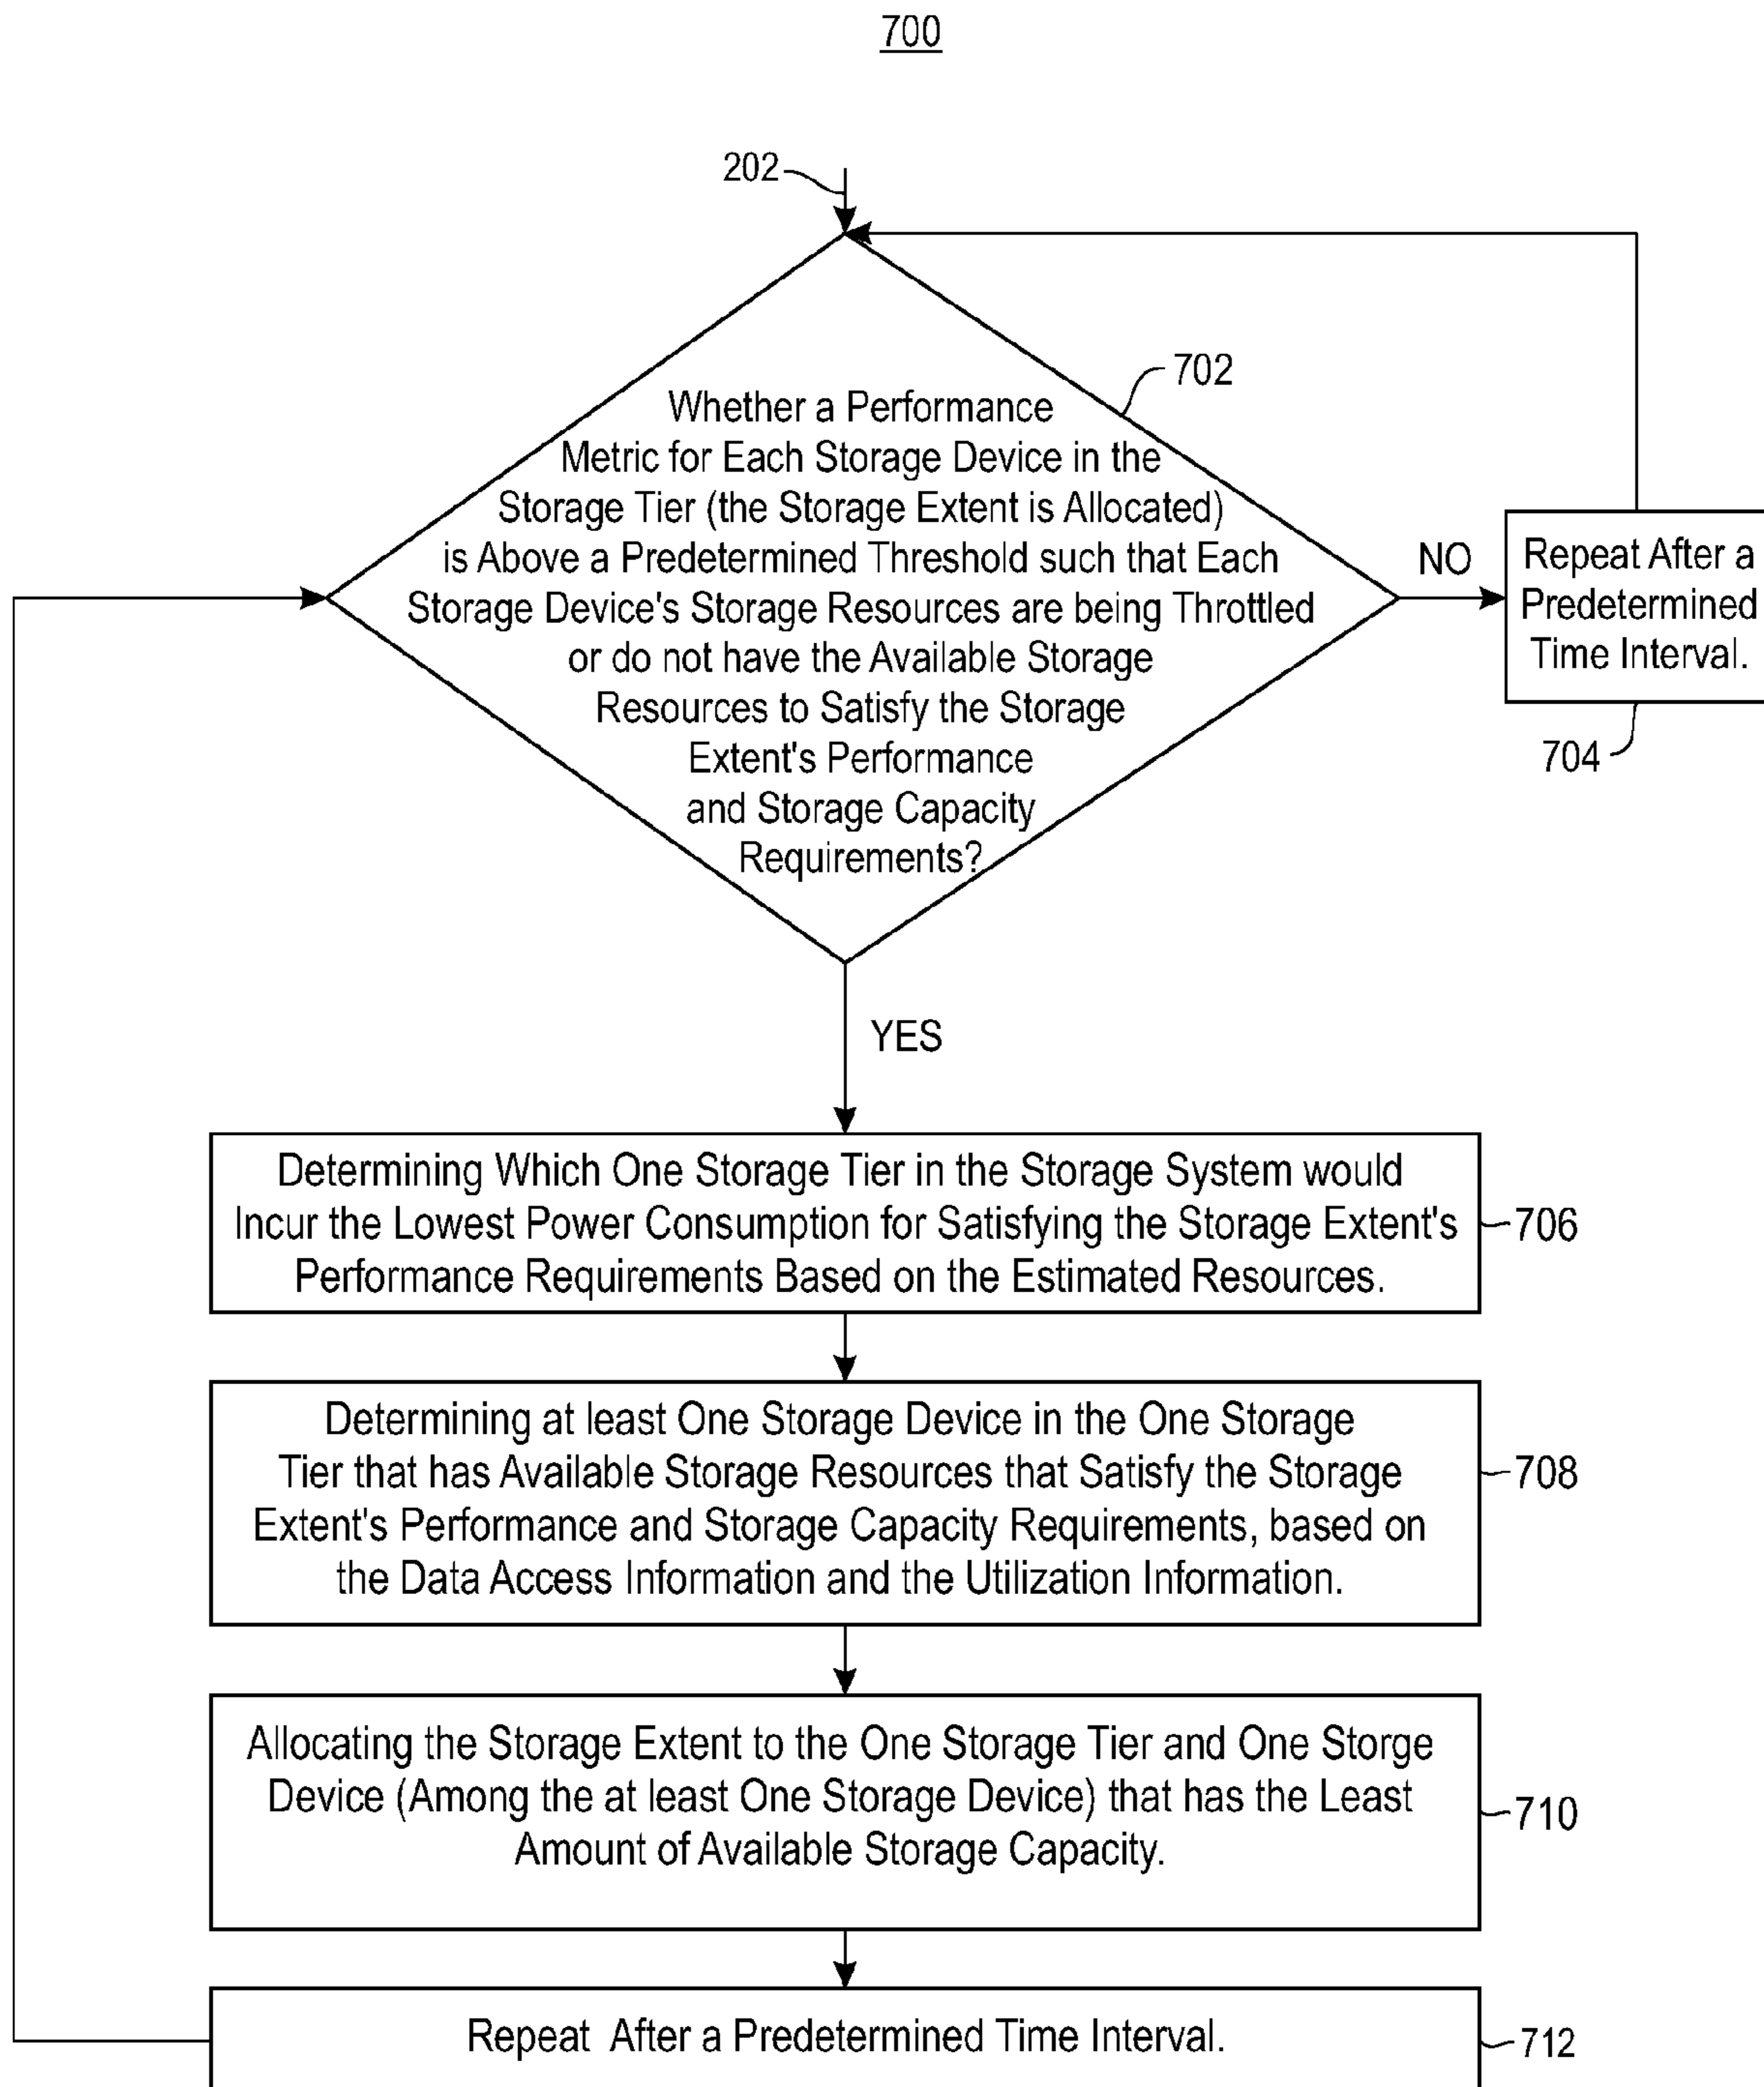 700
202
702
Whether a Performance
Metric for Each Storage Device in the
Storage Tier (the Storage Extent is Allocated)
is Above a Predetermined Threshold such that Each
Storage Device's Storage Resources are being Throttled
or do not have the Available Storage
Resources to Satisfy the Storage
Extent's Performance
and Storage Capacity
Requirements?
NO
Repeat After a
Predetermined
Time Interval.
704
YES
Determining Which One Storage Tier in the Storage System would
Incur the Lowest Power Consumption for Satisfying the Storage Extent's
Performance Requirements Based on the Estimated Resources.
706
Determining at least One Storage Device in the One Storage
Tier that has Available Storage Resources that Satisfy the Storage
Extent's Performance and Storage Capacity Requirements, based on
the Data Access Information and the Utilization Information.
708
Allocating the Storage Extent to the One Storage Tier and One Storge
Device (Among the at least One Storage Device) that has the Least
Amount of Available Storage Capacity.
710
Repeat After a Predetermined Time Interval.
712